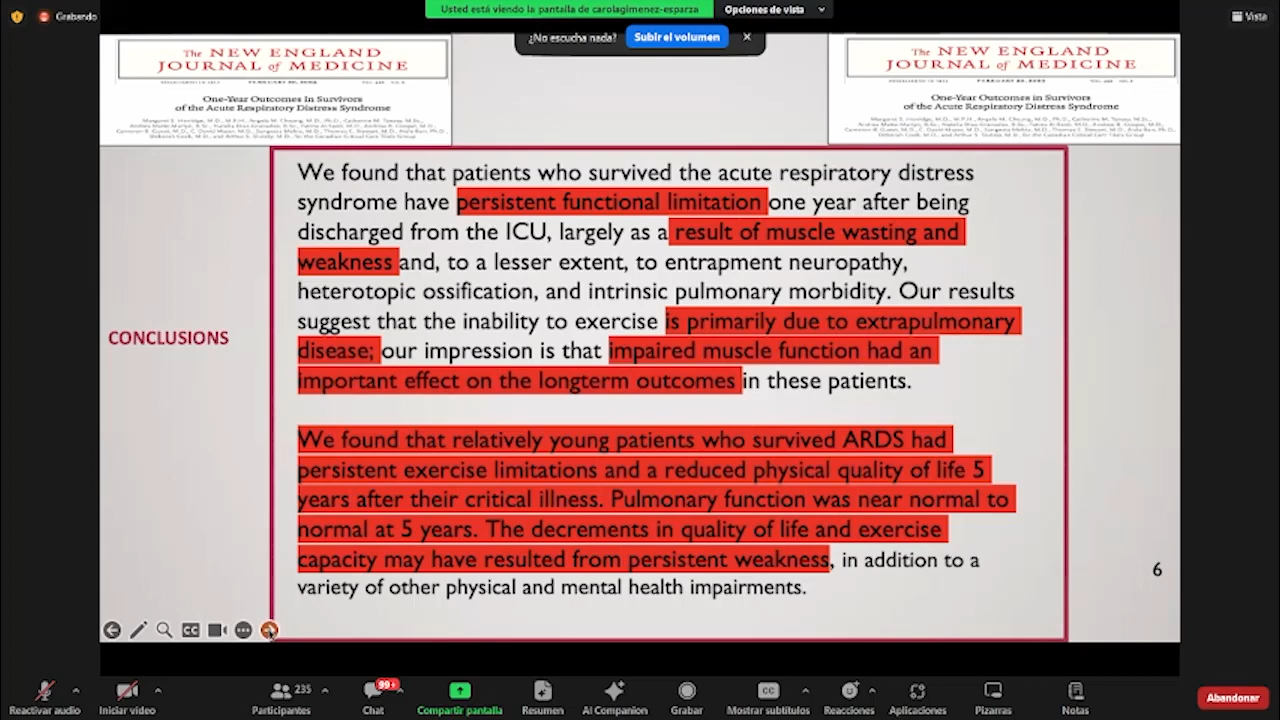 Grabando
Usted está viendo la pantalla de carolagimenez-esparza
Opciones de vista
Vista
¿No escucha nada?
Subir el volumen
The NEW ENGLAND
JOURNAL of MEDICINE
One-Year Outcomes in Survivors
of the Acute Respiratory Distress Syndrome
The NEW ENGLAND
JOURNAL of MEDICINE
One-Year Outcomes in Survivors
of the Acute Respiratory Distress Syndrome
We found that patients who survived the acute respiratory distress
syndrome have persistent functional limitation one year after being
discharged from the ICU, largely as a result of muscle wasting and
weakness and, to a lesser extent, to entrapment neuropathy,
heterotopic ossification, and intrinsic pulmonary morbidity. Our results
suggest that the inability to exercise is primarily due to extrapulmonary
disease; our impression is that impaired muscle function had an
important effect on the longterm outcomes in these patients.
CONCLUSIONS
We found that relatively young patients who survived ARDS had
persistent exercise limitations and a reduced physical quality of life 5
years after their critical illness. Pulmonary function was near normal to
normal at 5 years. The decrements in quality of life and exercise
capacity may have resulted from persistent weakness, in addition to a
variety of other physical and mental health impairments.
6
CC
Reactivar audio
Iniciar video
235
Participantes
99+
Chat
Compartir pantalla
Resumen
AI Companion
Grabar
CC
Mostrar subtítulos
Reacciones
Aplicaciones
Pizarras
Notas
Abandonar